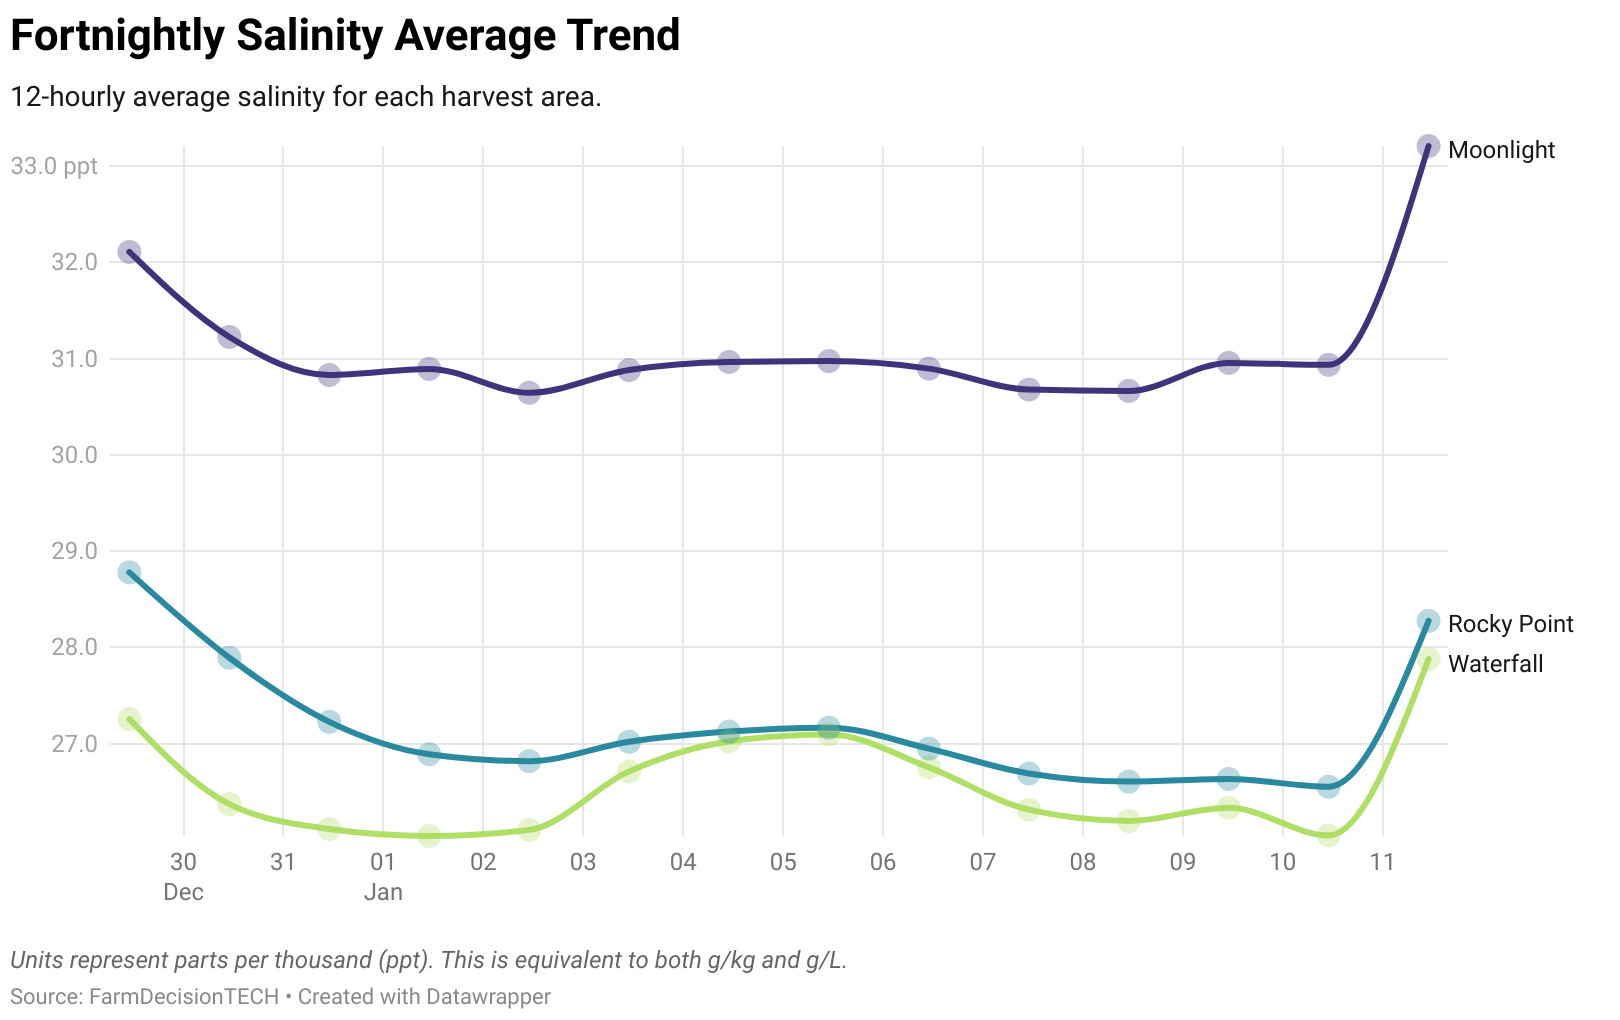 Fortnightly Salinity Average Trend
12-hourly average salinity for each harvest area.
33.0 ppt
32.0
31.0
30.0
29.0
28.0
27.0
Moonlight
Rocky Point
Waterfall
30 31 01 02 03 04 05 06 07 08 09 10 11
Dec Jan
Units represent parts per thousand (ppt). This is equivalent to both g/kg and g/L.
Source: FarmDecisionTECH • Created with Datawrapper